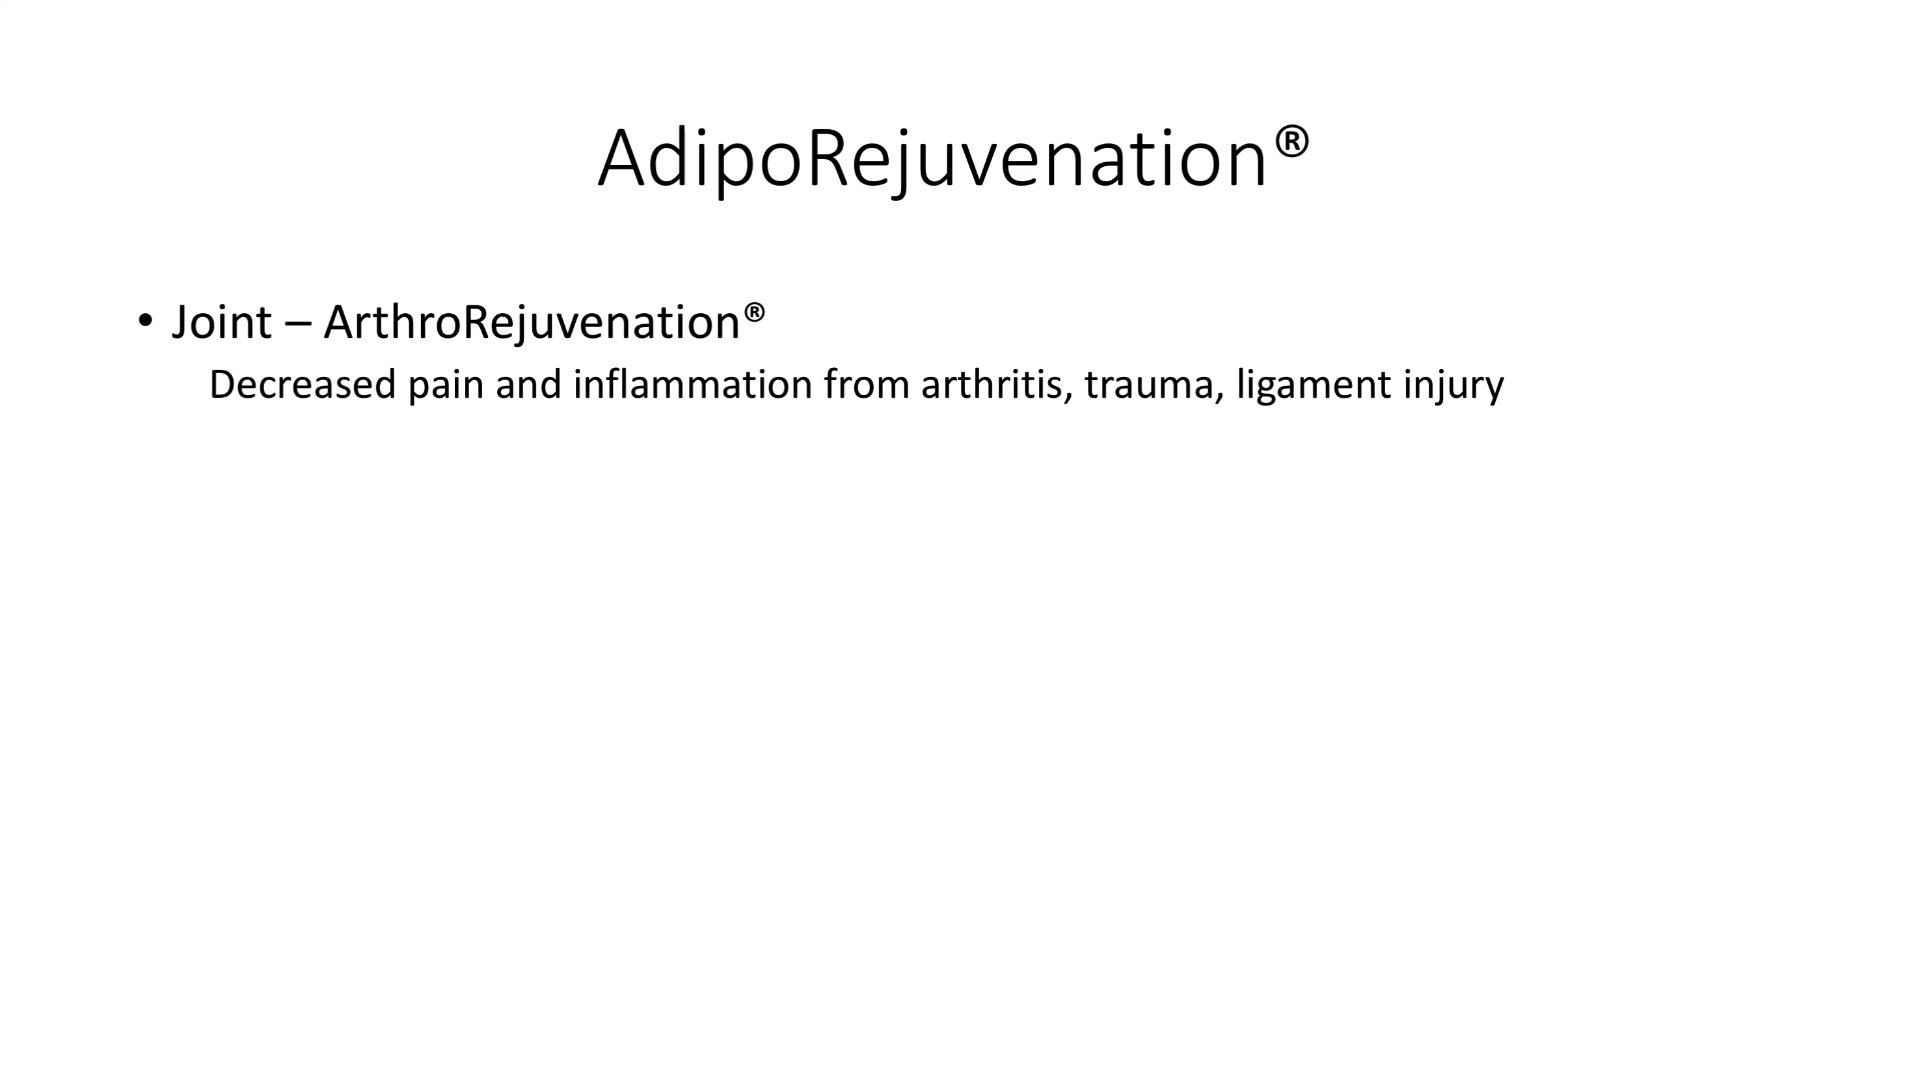 AdipoRejuvenation®
• Joint – ArthroRejuvenation®
Decreased pain and inflammation from arthritis, trauma, ligament injury